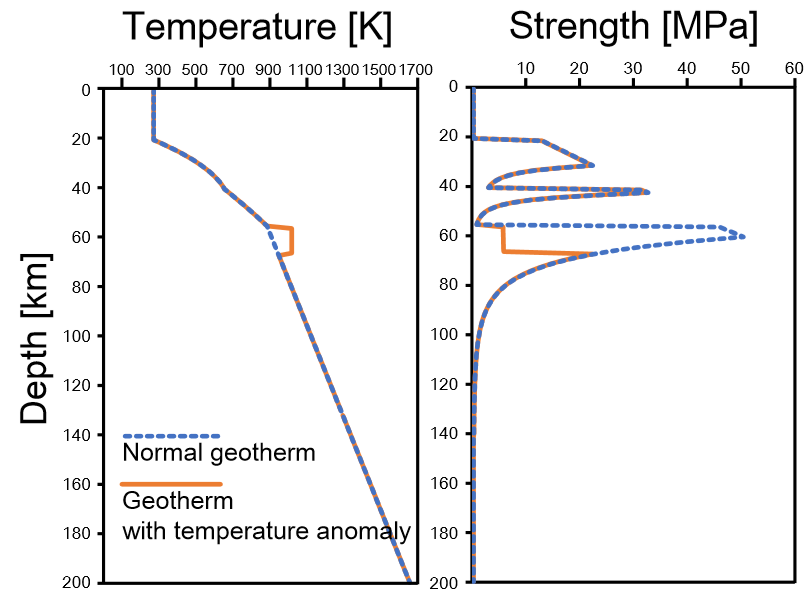 Temperature [K]
Strength [MPa]
100 300 500 700 900 1100 1300 1500 1700
10 20 30 40 50 60
0
20
40
60
80
100
120
140
160
180
200
Depth [km]
0
20
40
60
80
100
120
140
160
180
200
Normal geotherm
Geotherm
with temperature anomaly